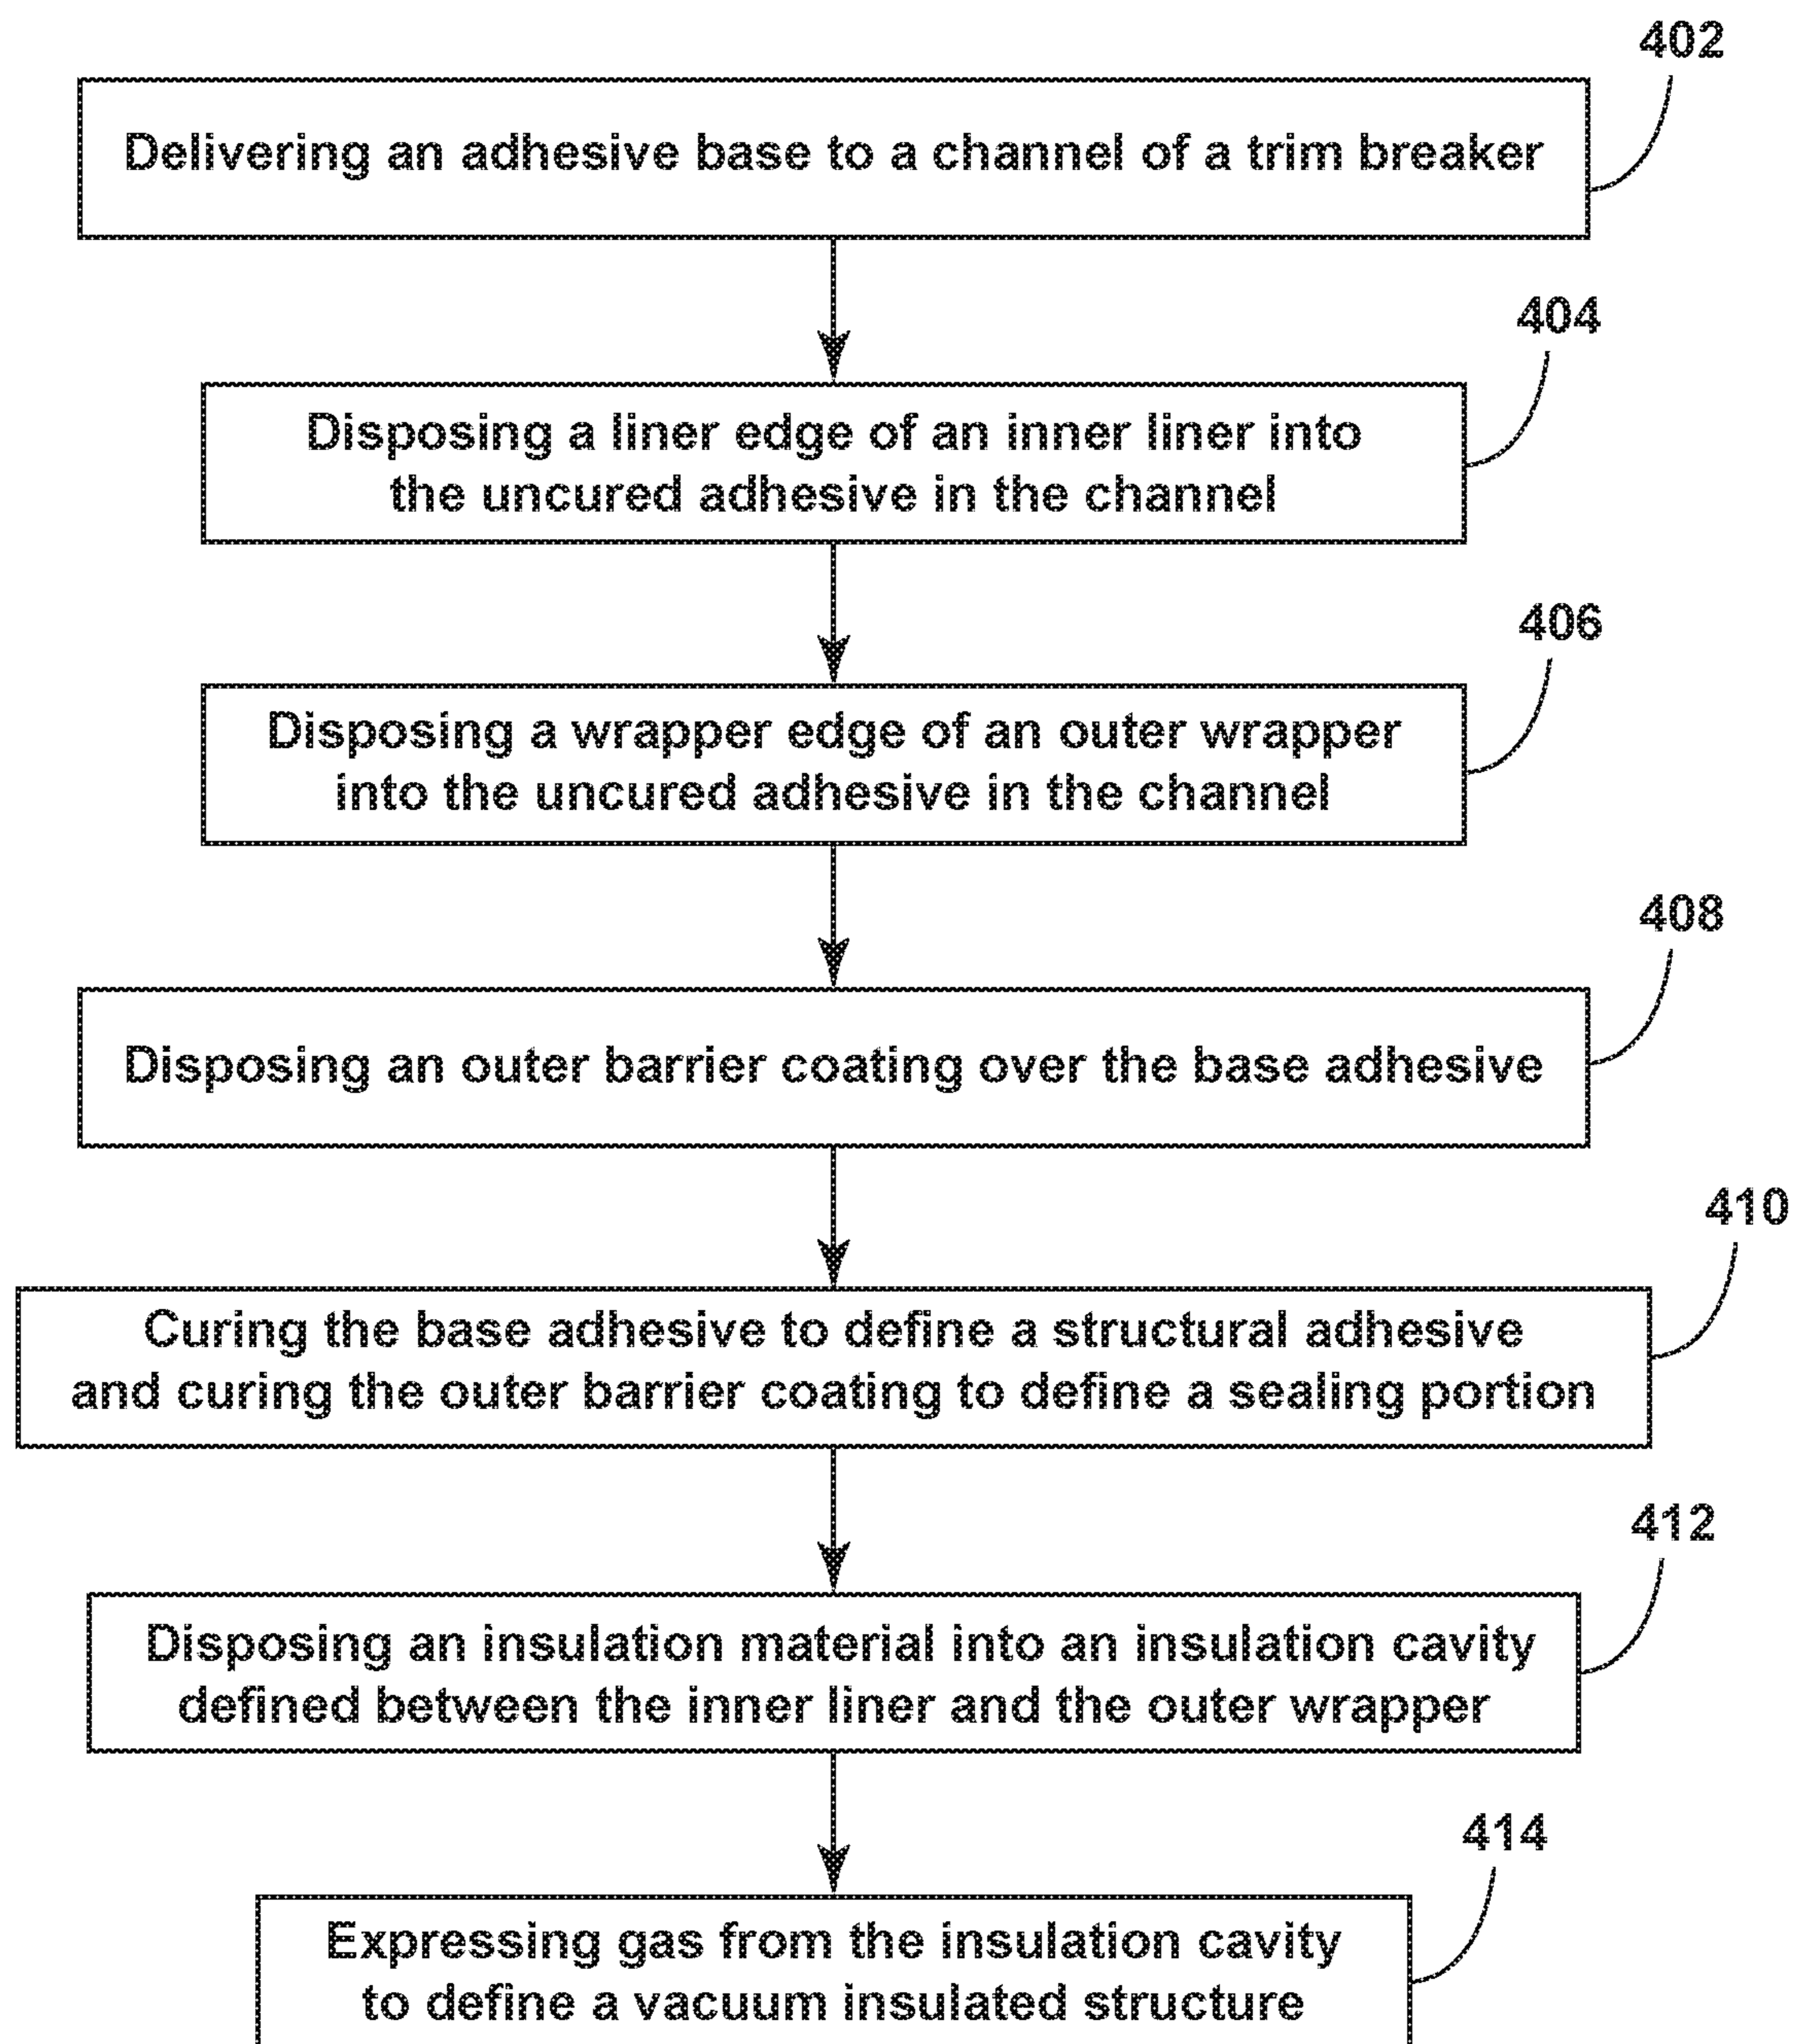 402
Delivering an adhesive base to a channel of a trim breaker
404
Disposing a liner edge of an inner liner into
the uncured adhesive in the channel
406
Disposing a wrapper edge of an outer wrapper
into the uncured adhesive in the channel
408
Disposing an outer barrier coating over the base adhesive
410
Curing the base adhesive to define a structural adhesive
and curing the outer barrier coating to define a sealing portion
412
Disposing an insulation material into an insulation cavity
defined between the inner liner and the outer wrapper
414
Expressing gas from the insulation cavity
to define a vacuum insulated structure